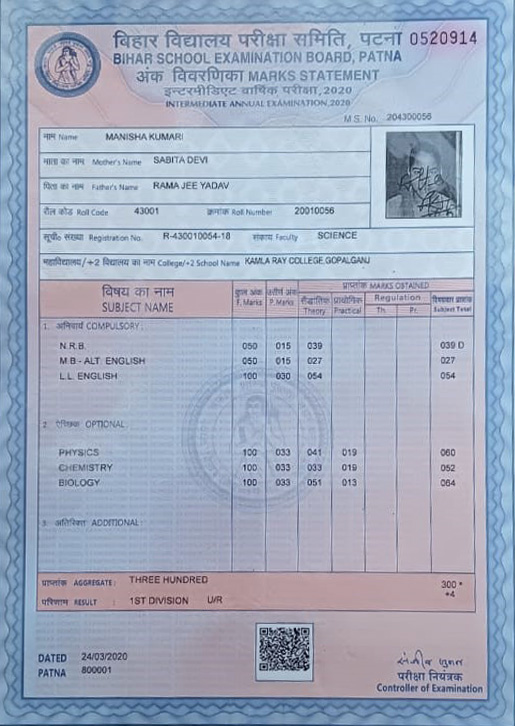 बिहार विद्यालय परीक्षा समिति, पटना 0520914
BIHAR SCHOOL EXAMINATION BOARD, PATNA
अंक विवरणिका MARKS STATEMENT
इन्टरमीडिएट वार्षिक परीक्षा, 2020
INTERMEDIATE ANNUAL EXAMINATION, 2020
M.S. No. 204300056
नाम Name MANISHA KUMARI
माता का नाम Mother's Name SABITA DEVI
पिता का नाम Father's Name RAMA JEE YADAV
रौल कोड Roll Code 43001 क्रमांक Roll Number 20010056
सूची० संख्या Registration No. R-430010054-18 संकाय Faculty SCIENCE
महाविद्यालय/+2 विद्यालय का नाम College/+2 School Name KAMLA RAY COLLEGE,GOPALGANJ
विषय का नाम SUBJECT NAME पूर्ण अंक F. Marks उत्तीर्ण अंक P. Marks प्राप्तांक MARKS OBTAINED
सैद्धांतिक Theory प्रायोगिक Practical Regulation Th. Pr. विषयवार प्राप्तांक Subject Total
1. अनिवार्य COMPULSORY:
N.R.B. 050 015 039 039 D
M.B.- ALT. ENGLISH 050 015 027 027
L.L. ENGLISH 100 030 054 054
2. ऐच्छिक OPTIONAL:
PHYSICS 100 033 041 019 060
CHEMISTRY 100 033 033 019 052
BIOLOGY 100 033 051 013 064
3. अतिरिक्त ADDITIONAL:
प्राप्तांक AGGREGATE: THREE HUNDRED 300 *
+4
परिणाम RESULT : 1ST DIVISION U/R
DATED 24/03/2020
PATNA 800001
परीक्षा नियंत्रक
Controller of Examination